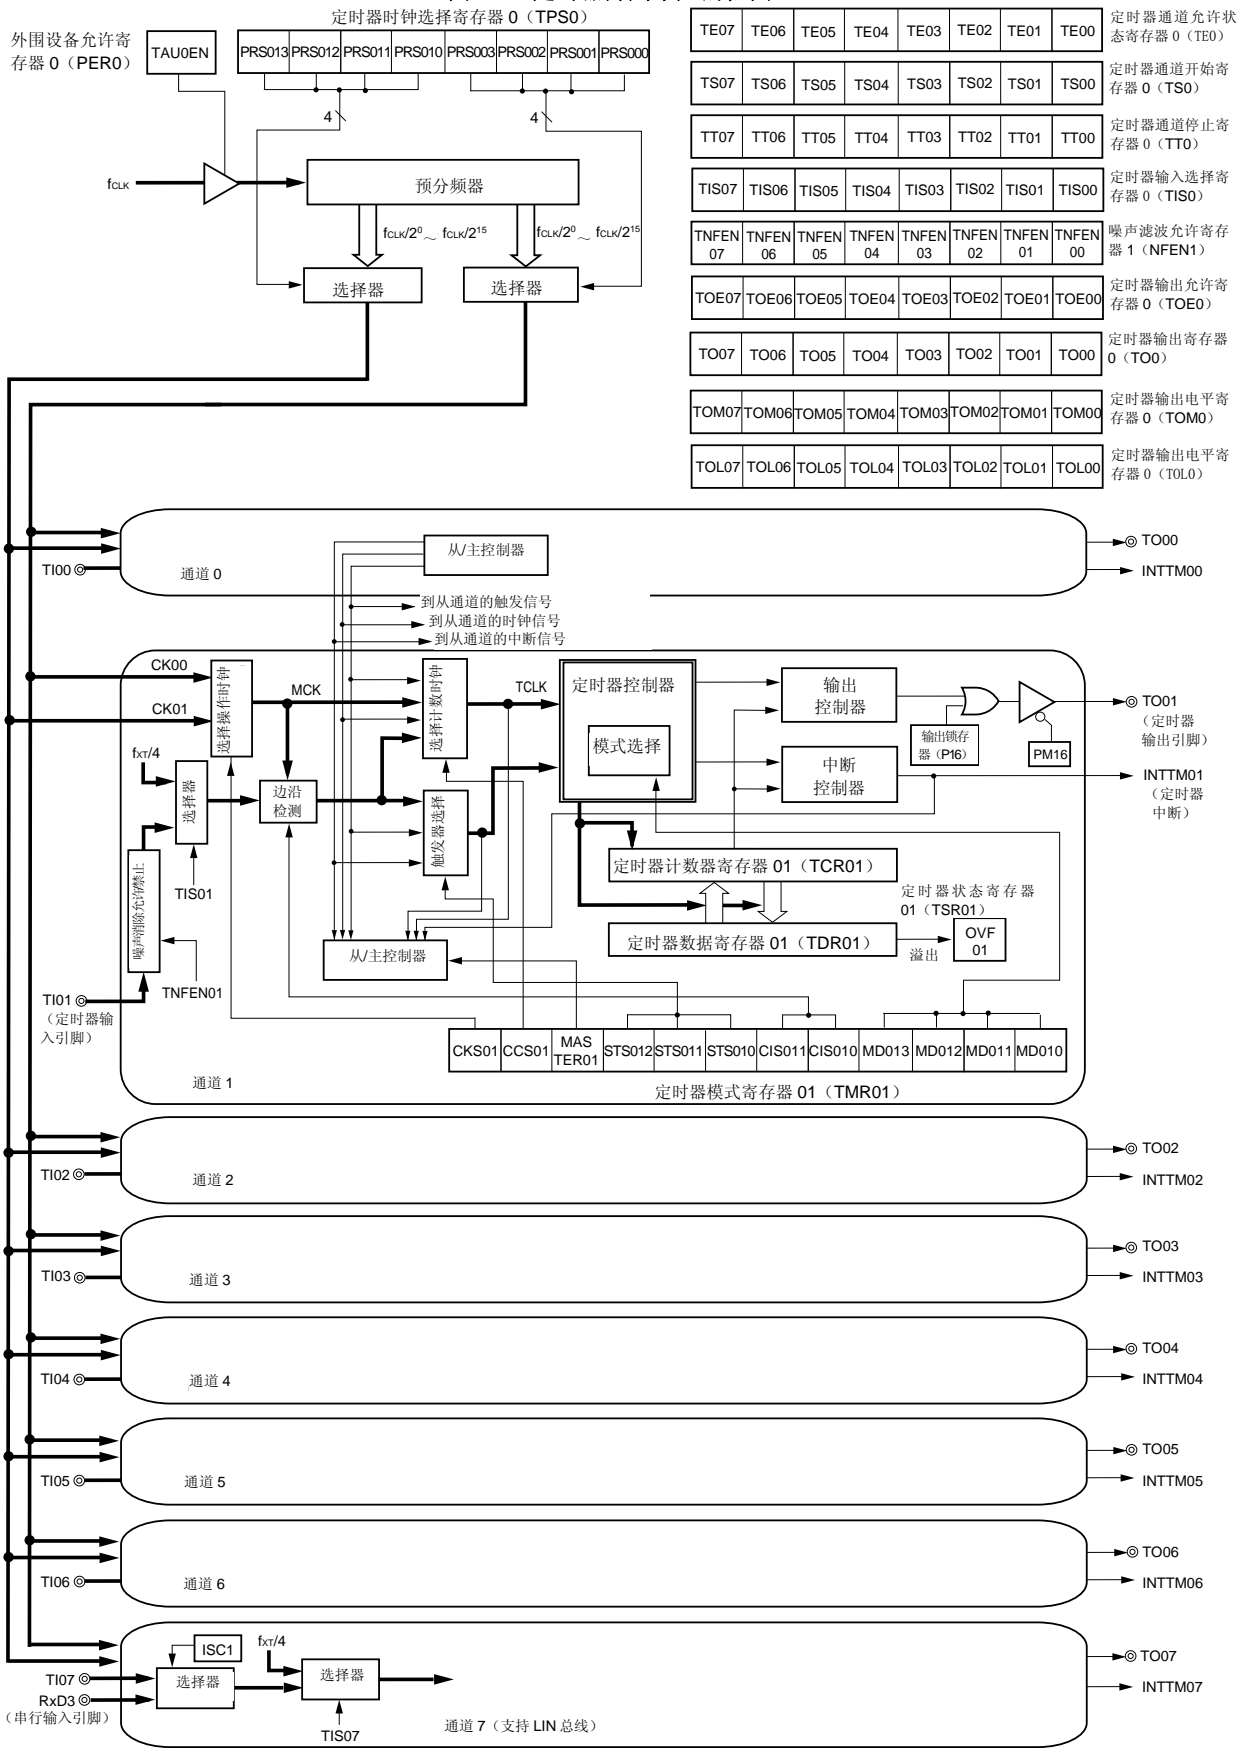 定时器时钟选择寄存器 0（TPS0）
外围设备允许寄
存器 0（PER0）
TAU0EN
PRS013 PRS012 PRS011 PRS010 PRS003 PRS002 PRS001 PRS000
4
4
fCLK
预分频器
fCLK/2⁰～ fCLK/2¹⁵
fCLK/2⁰～ fCLK/2¹⁵
选择器
选择器
TE07 TE06 TE05 TE04 TE03 TE02 TE01 TE00
定时器通道允许状
态寄存器 0（TE0）
TS07 TS06 TS05 TS04 TS03 TS02 TS01 TS00
定时器通道开始寄
存器 0（TS0）
TT07 TT06 TT05 TT04 TT03 TT02 TT01 TT00
定时器通道停止寄
存器 0（TT0）
TIS07 TIS06 TIS05 TIS04 TIS03 TIS02 TIS01 TIS00
定时器输入选择寄
存器 0（TIS0）
TNFEN TNFEN TNFEN TNFEN TNFEN TNFEN TNFEN TNFEN
07 06 05 04 03 02 01 00
噪声滤波允许寄存
器 1（NFEN1）
TOE07 TOE06 TOE05 TOE04 TOE03 TOE02 TOE01 TOE00
定时器输出允许寄
存器 0（TOE0）
TO07 TO06 TO05 TO04 TO03 TO02 TO01 TO00
定时器输出寄存器
0（TO0）
TOM07 TOM06 TOM05 TOM04 TOM03 TOM02 TOM01 TOM00
定时器输出电平寄
存器 0（TOM0）
TOL07 TOL06 TOL05 TOL04 TOL03 TOL02 TOL01 TOL00
定时器输出电平寄
存器 0（TOL0）
TI00
通道 0
从/主控制器
TO00
INTTM00
到从通道的触发信号
到从通道的时钟信号
到从通道的中断信号
CK00
CK01
选择操作时钟
MCK
选择计数时钟
TCLK
定时器控制器
模式选择
输出
控制器
中断
控制器
输出锁存
器（P16）
PM16
TO01
（定时器
输出引脚）
INTTM01
（定时器
中断）
fXT/4
选择器
TIS01
边沿
检测
触发器选择
噪声消除允许/禁止
TNFEN01
TI01
（定时器输
入引脚）
从/主控制器
定时器计数器寄存器 01（TCR01）
定时器数据寄存器 01（TDR01）
定时器状态寄存器
01（TSR01）
溢出
OVF
01
CKS01 CCS01 MAS
TER01 STS012 STS011 STS010 CIS011 CIS010 MD013 MD012 MD011 MD010
通道 1
定时器模式寄存器 01（TMR01）
TI02
通道 2
TO02
INTTM02
TI03
通道 3
TO03
INTTM03
TI04
通道 4
TO04
INTTM04
TI05
通道 5
TO05
INTTM05
TI06
通道 6
TO06
INTTM06
ISC1
fXT/4
TI07
RxD3
（串行输入引脚）
选择器
选择器
TIS07
通道 7（支持 LIN 总线）
TO07
INTTM07